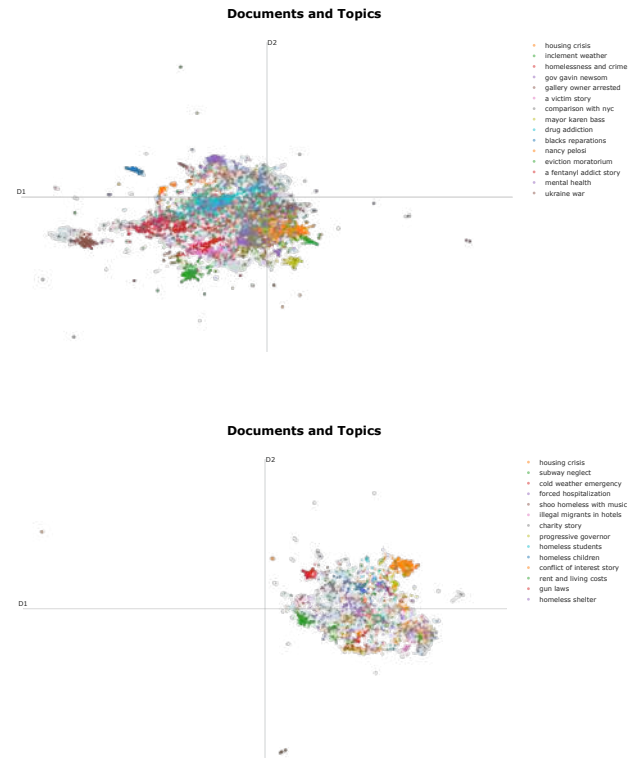 Documents and Topics
D2
D1
housing crisis
inclement weather
homelessness and crime
gov gavin newsom
gallery owner arrested
a victim story
comparison with nyc
mayor karen bass
drug addiction
blacks reparations
nancy pelosi
eviction moratorium
a fentanyl addict story
mental health
ukraine war
Documents and Topics
D2
D1
housing crisis
subway neglect
cold weather emergency
forced hospitalization
shoo homeless with music
illegal migrants in hotels
charity story
progressive governor
homeless students
homeless children
conflict of interest story
rent and living costs
gun laws
homeless shelter